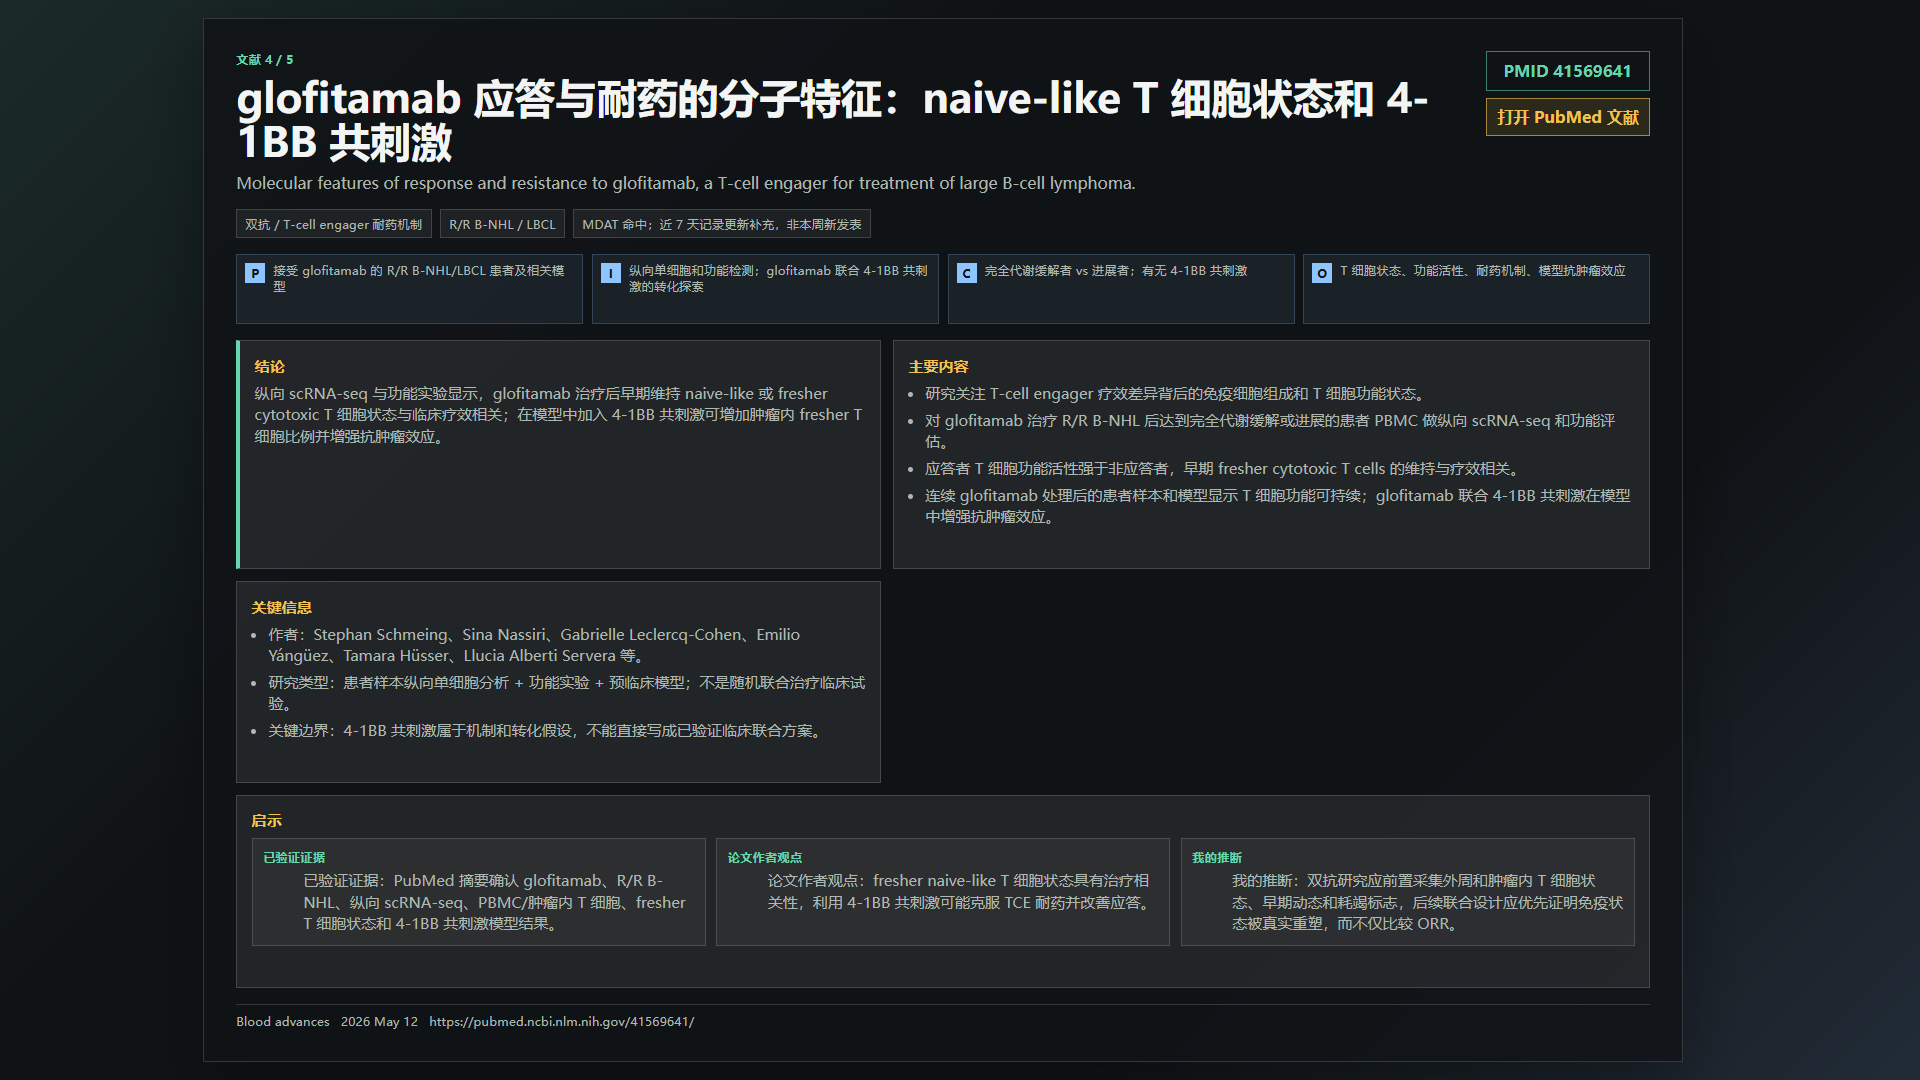 文献 4 / 5
glofitamab 应答与耐药的分子特征：naive-like T 细胞状态和 4-
1BB 共刺激
Molecular features of response and resistance to glofitamab, a T-cell engager for treatment of large B-cell lymphoma.
PMID 41569641
打开 PubMed 文献
双抗 / T-cell engager 耐药机制
R/R B-NHL / LBCL
MDAT 命中；近 7 天记录更新补充，非本周新发表
P
接受 glofitamab 的 R/R B-NHL/LBCL 患者及相关模
型
I
纵向单细胞和功能检测；glofitamab 联合 4-1BB 共刺
激的转化探索
C
完全代谢缓解者 vs 进展者；有无 4-1BB 共刺激
O
T 细胞状态、功能活性、耐药机制、模型抗肿瘤效应
结论
纵向 scRNA-seq 与功能实验显示，glofitamab 治疗后早期维持 naive-like 或 fresher
cytotoxic T 细胞状态与临床疗效相关；在模型中加入 4-1BB 共刺激可增加肿瘤内 fresher T
细胞比例并增强抗肿瘤效应。
主要内容
• 研究关注 T-cell engager 疗效差异背后的免疫细胞组成和 T 细胞功能状态。
• 对 glofitamab 治疗 R/R B-NHL 后达到完全代谢缓解或进展的患者 PBMC 做纵向 scRNA-seq 和功能评
估。
• 应答者 T 细胞功能活性强于非应答者，早期 fresher cytotoxic T cells 的维持与疗效相关。
• 连续 glofitamab 处理后的患者样本和模型显示 T 细胞功能可持续；glofitamab 联合 4-1BB 共刺激在模型
中增强抗肿瘤效应。
关键信息
• 作者：Stephan Schmeing、Sina Nassiri、Gabrielle Leclercq-Cohen、Emilio
Yángüez、Tamara Hüsser、Llucia Alberti Servera 等。
• 研究类型：患者样本纵向单细胞分析 + 功能实验 + 预临床模型；不是随机联合治疗临床试
验。
• 关键边界：4-1BB 共刺激属于机制和转化假设，不能直接写成已验证临床联合方案。
启示
已验证证据
已验证证据：PubMed 摘要确认 glofitamab、R/R B-
NHL、纵向 scRNA-seq、PBMC/肿瘤内 T 细胞、fresher
T 细胞状态和 4-1BB 共刺激模型结果。
论文作者观点
论文作者观点：fresher naive-like T 细胞状态具有治疗相
关性，利用 4-1BB 共刺激可能克服 TCE 耐药并改善应答。
我的推断
我的推断：双抗研究应前置采集外周和肿瘤内 T 细胞状
态、早期动态和耗竭标志，后续联合设计应优先证明免疫状
态被真实重塑，而不仅比较 ORR。
Blood advances 2026 May 12 https://pubmed.ncbi.nlm.nih.gov/41569641/